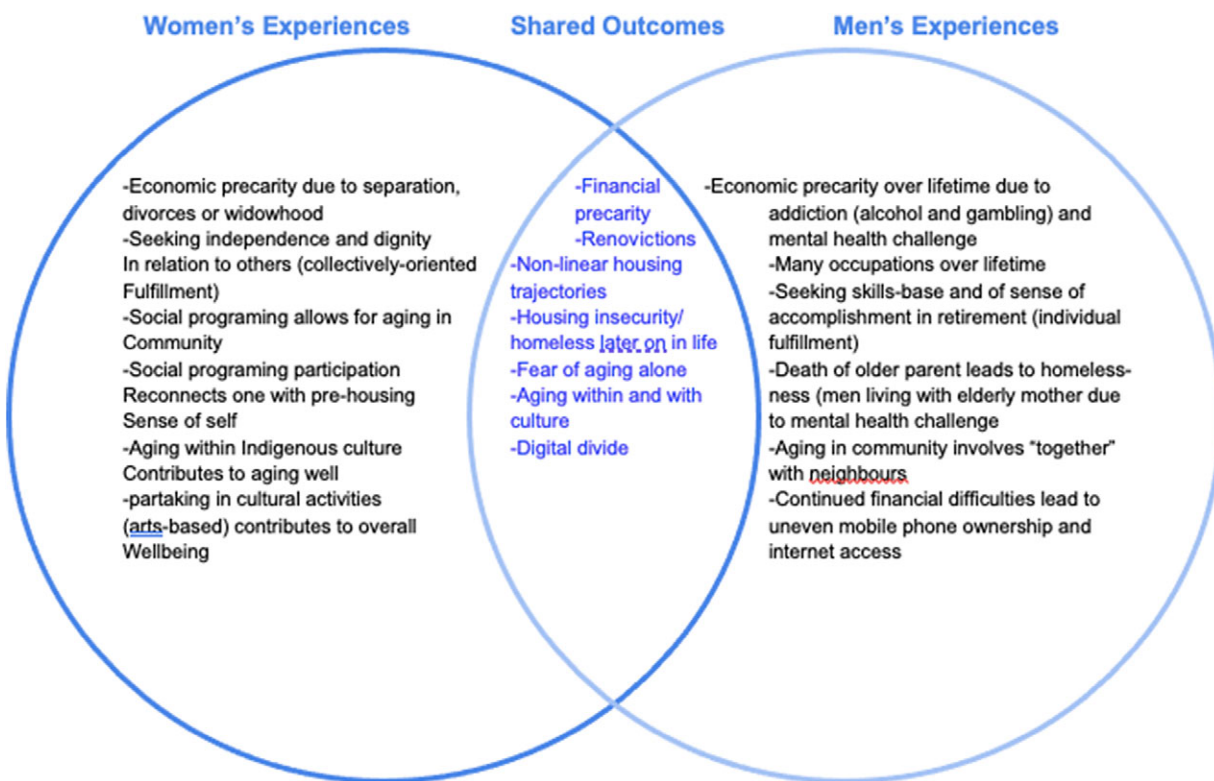 Women’s Experiences
Shared Outcomes
Men’s Experiences
-Economic precarity due to separation,
divorces or widowhood
-Seeking independence and dignity
In relation to others (collectively-oriented
Fulfillment)
-Social programing allows for aging in
Community
-Social programing participation
Reconnects one with pre-housing
Sense of self
-Aging within Indigenous culture
Contributes to aging well
-partaking in cultural activities
(arts-based) contributes to overall
Wellbeing
-Financial
precarity
-Renovictions
-Non-linear housing
trajectories
-Housing insecurity/
homeless later on in life
-Fear of aging alone
-Aging within and with
culture
-Digital divide
-Economic precarity over lifetime due to
addiction (alcohol and gambling) and
mental health challenge
-Many occupations over lifetime
-Seeking skills-base and of sense of
accomplishment in retirement (individual
fulfillment)
-Death of older parent leads to homeless-
ness (men living with elderly mother due
to mental health challenge
-Aging in community involves “together”
with neighbours
-Continued financial difficulties lead to
uneven mobile phone ownership and
internet access